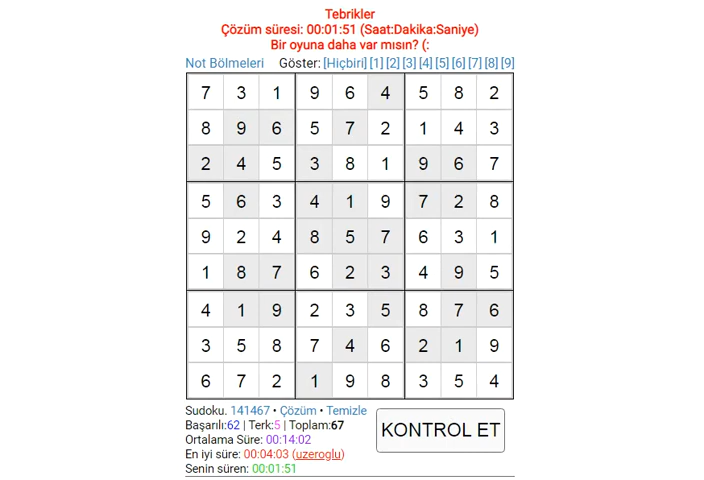 Tebrikler
Çözüm süresi: 00:01:51 (Saat:Dakika:Saniye)
Bir oyuna daha var mısın? (:
Not Bölmeleri Göster: [Hiçbiri] [1] [2] [3] [4] [5] [6] [7] [8] [9]
7 3 1 9 6 4 5 8 2
8 9 6 5 7 2 1 4 3
2 4 5 3 8 1 9 6 7
5 6 3 4 1 9 7 2 8
9 2 4 8 5 7 6 3 1
1 8 7 6 2 3 4 9 5
4 1 9 2 3 5 8 7 6
3 5 8 7 4 6 2 1 9
6 7 2 1 9 8 3 5 4
Sudoku. 141467 • Çözüm • Temizle
Başarılı:62 | Terk:5 | Toplam:67
Ortalama Süre: 00:14:02
En iyi süre: 00:04:03 (uzeroglu)
Senin süren: 00:01:51
KONTROL ET